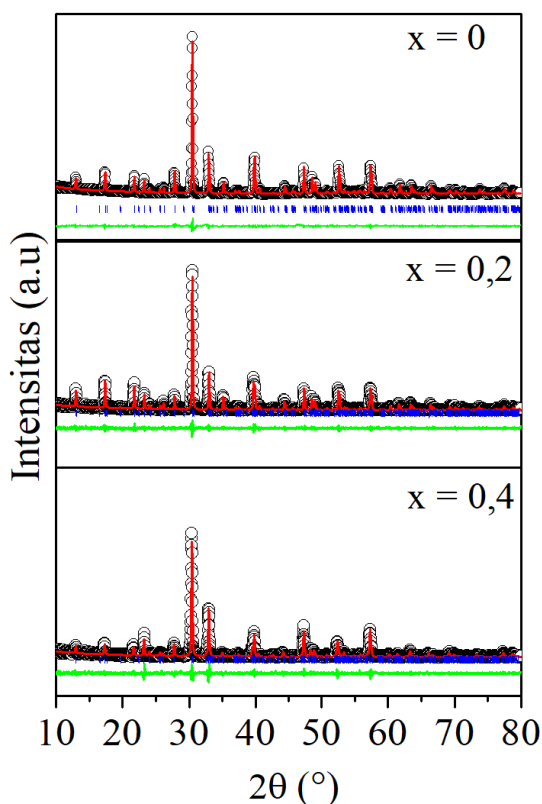 x = 0
x = 0,2
x = 0,4
Intensitas (a.u)
10 20 30 40 50 60 70 80
2θ (°)